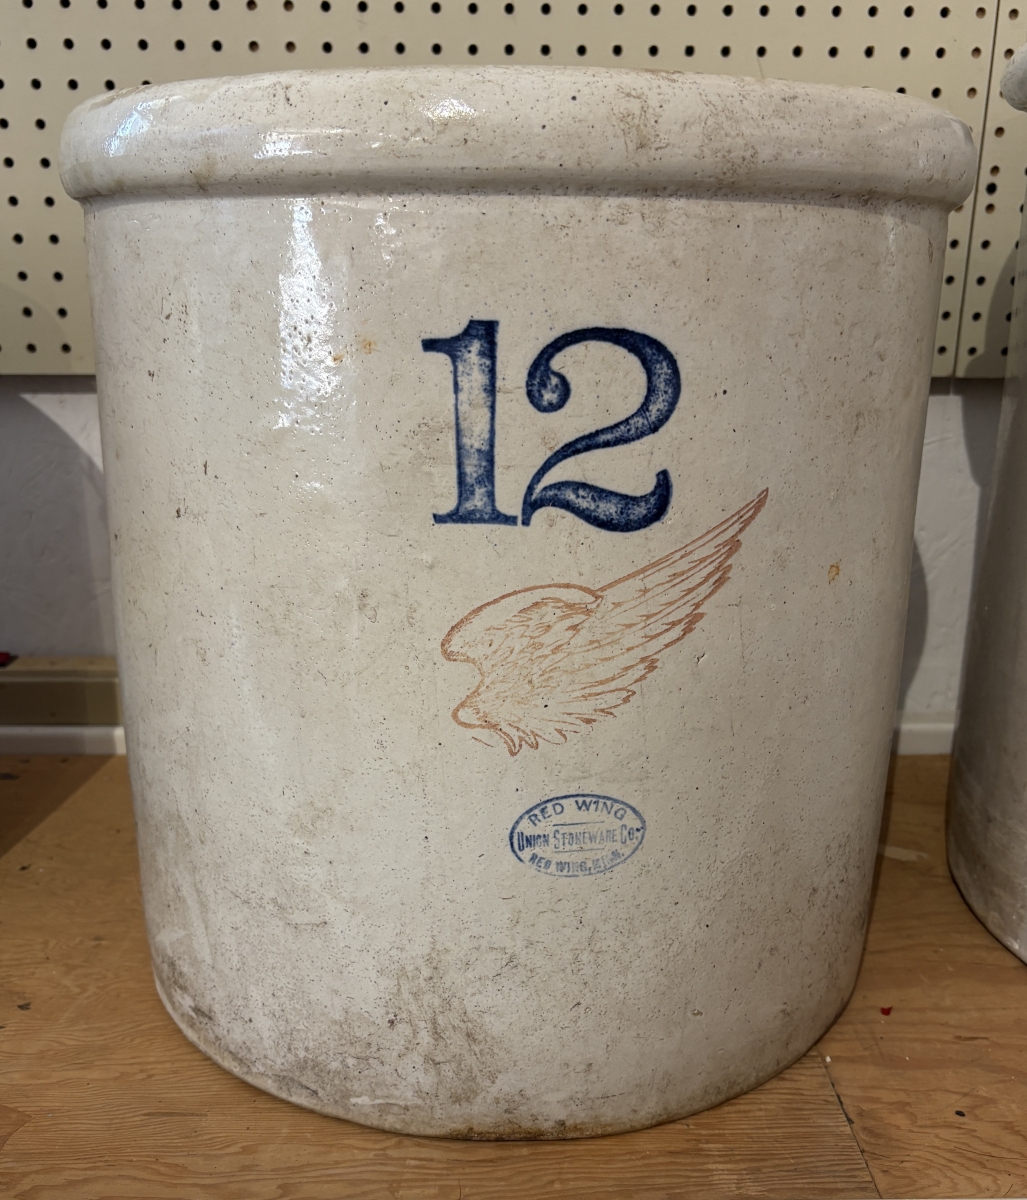 12
RED WING
UNION STONEWARE CO.
RED WING, MINN.